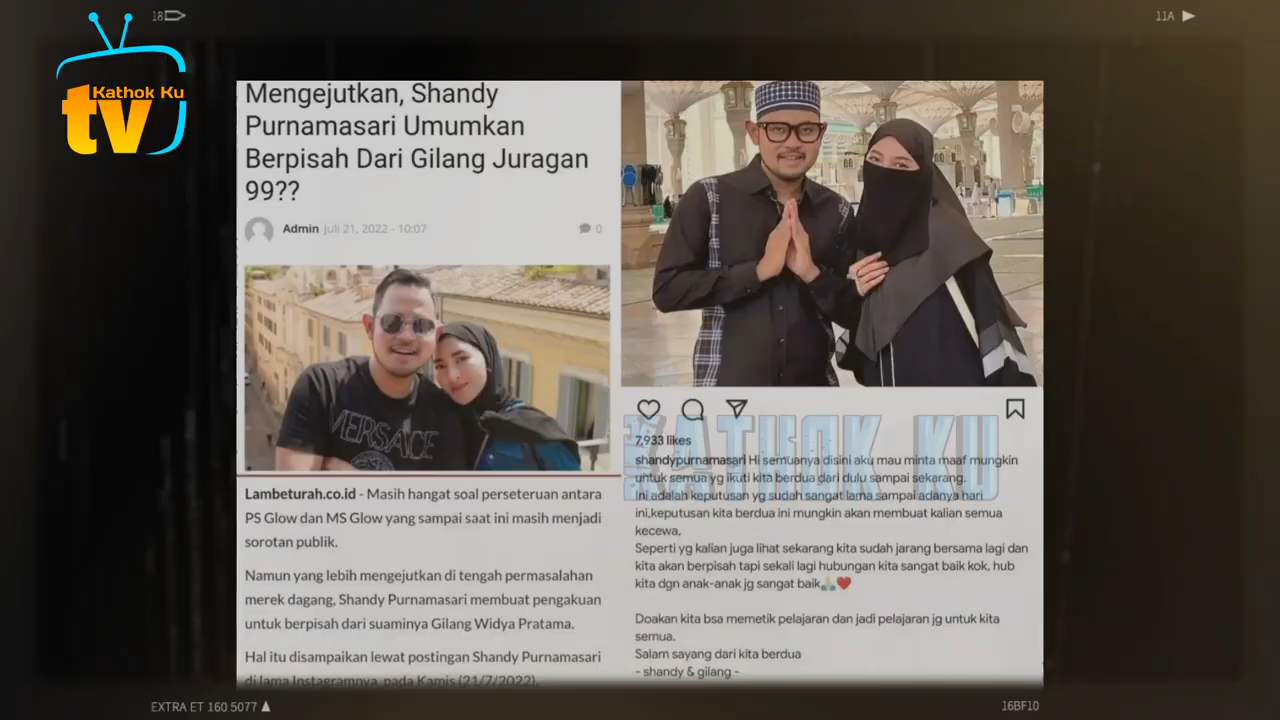 18
11A
Kathok Ku
tv
Mengejutkan, Shandy
Purnamasari Umumkan
Berpisah Dari Gilang Juragan
99??
Admin Juli 21, 2022 - 10:07
0
VERSACE
Lambeturah.co.id - Masih hangat soal perseteruan antara
PS Glow dan MS Glow yang sampai saat ini masih menjadi
sorotan publik.
Namun yang lebih mengejutkan di tengah permasalahan
merek dagang, Shandy Purnamasari membuat pengakuan
untuk berpisah dari suaminya Gilang Widya Pratama.
Hal itu disampaikan lewat postingan Shandy Purnamasari
di lama Instagramnya, pada Kamis (21/7/2022).
KATHOK KU
7,933 likes
shandypurnamasari Hi semuanya disini aku mau minta maaf mungkin
untuk semua yg ikuti kita berdua dari dulu sampai sekarang.
Ini adalah keputusan yg sudah sangat lama sampai adanya hari
ini,keputusan kita berdua ini mungkin akan membuat kalian semua
kecewa,
Seperti yg kalian juga lihat sekarang kita sudah jarang bersama lagi dan
kita akan berpisah tapi sekali lagi hubungan kita sangat baik kok, hub
kita dgn anak-anak jg sangat baik🙏🏻❤️
Doakan kita bsa memetik pelajaran dan jadi pelajaran jg untuk kita
semua.
Salam sayang dari kita berdua
- shandy & gilang -
EXTRA ET 160 5077
16BF10